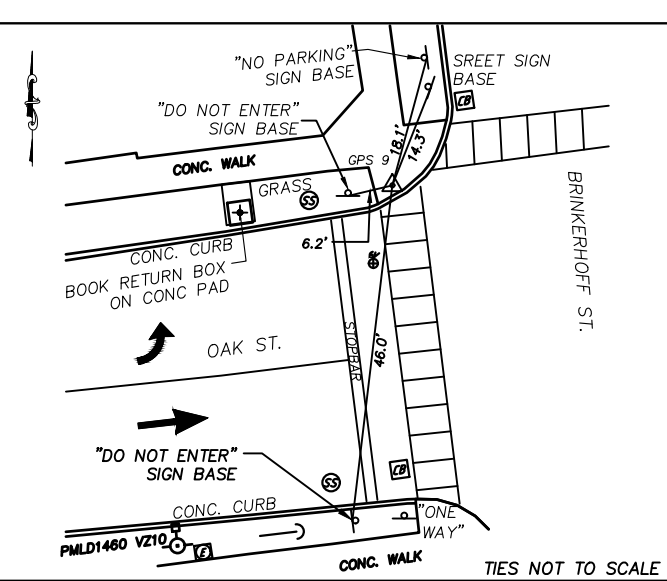 "NO PARKING"
SIGN BASE
SREET SIGN
BASE
CB
"DO NOT ENTER"
SIGN BASE
18.1'
14.3'
CONC. WALK
GPS 9
GRASS
SS
6.2'
CONC. CURB
BOOK RETURN BOX
ON CONC PAD
BRINKERHOFF ST.
OAK ST.
STOPBAR
46.0'
"DO NOT ENTER"
SIGN BASE
SS
CB
CONC. CURB
"ONE
WAY"
PMLD1460 VZ10
E
CONC. WALK
TIES NOT TO SCALE